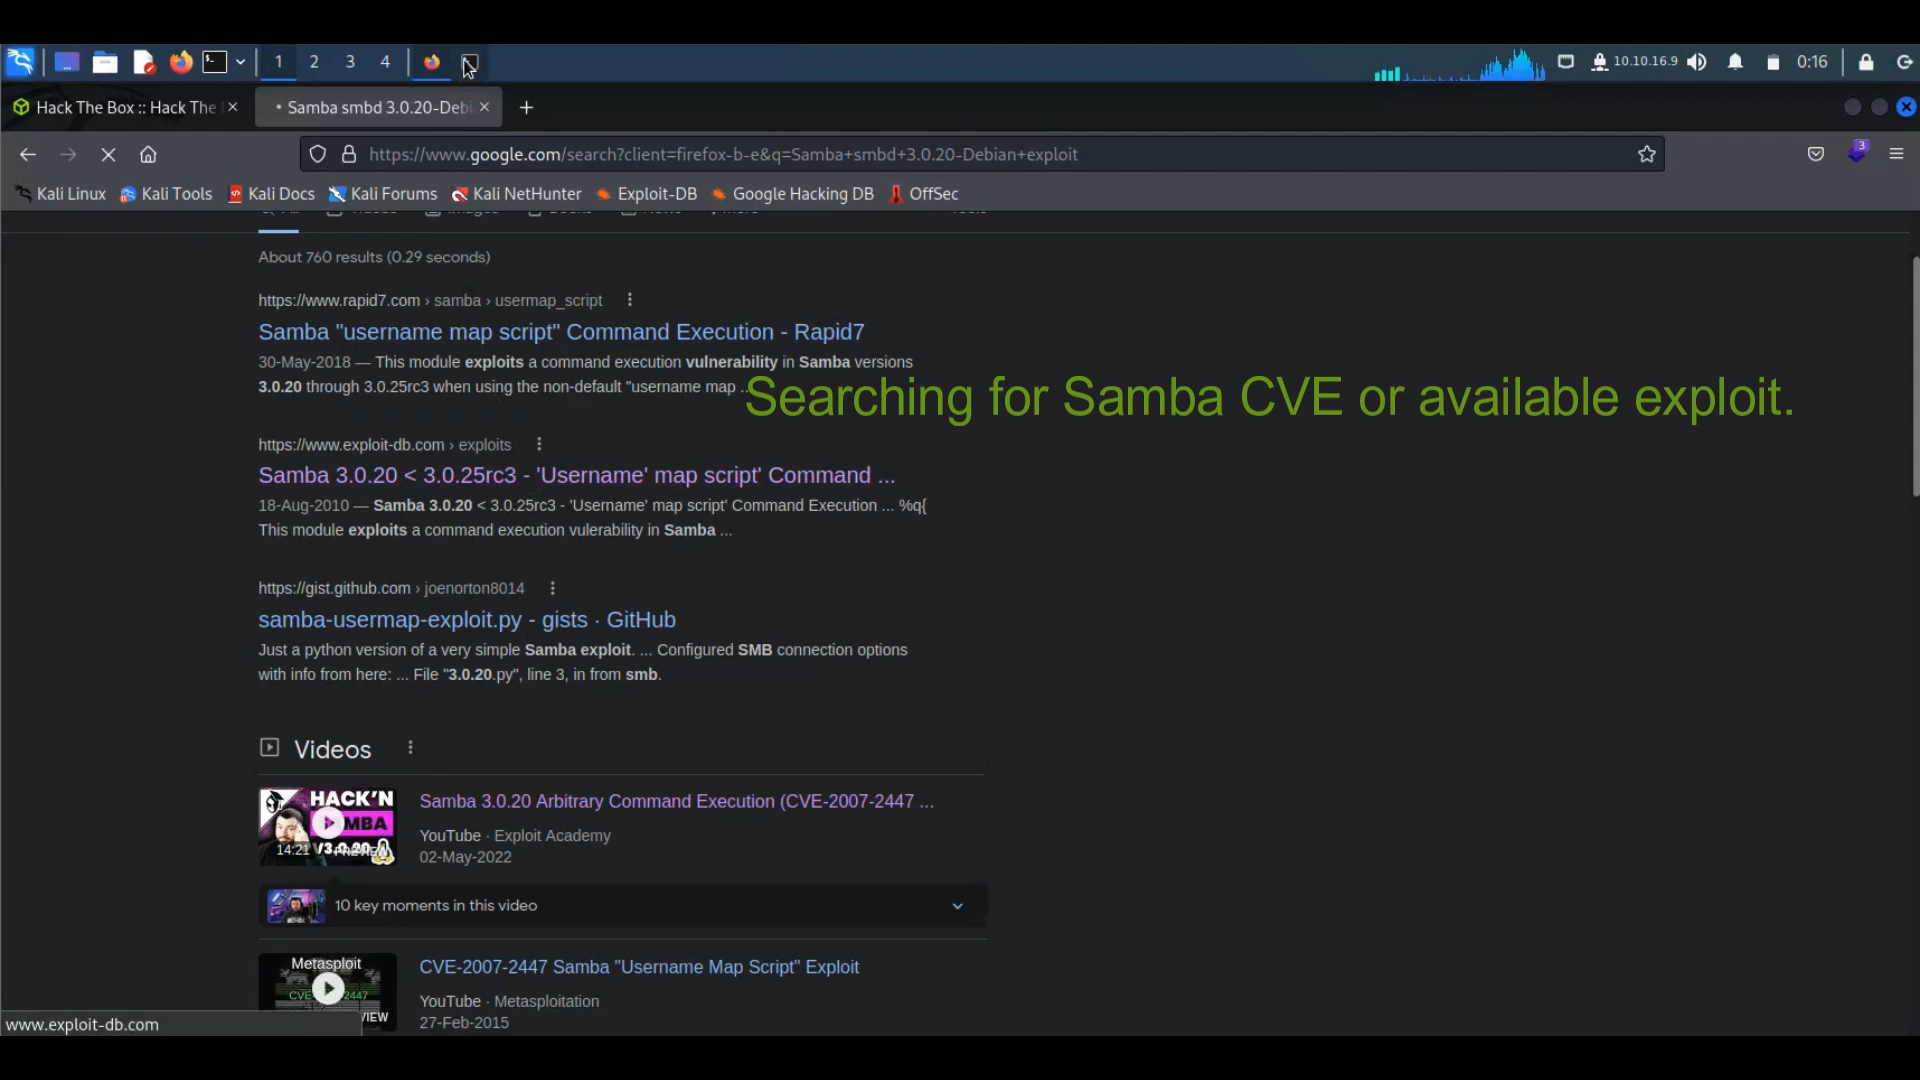 1 2 3 4
10.10.16.9
0:16
Hack The Box :: Hack The
Samba smbd 3.0.20-Debi
https://www.google.com/search?client=firefox-b-e&q=Samba+smbd+3.0.20-Debian+exploit
3
Kali Linux Kali Tools Kali Docs Kali Forums Kali NetHunter Exploit-DB Google Hacking DB OffSec
About 760 results (0.29 seconds)
https://www.rapid7.com › samba › usermap_script
Samba "username map script" Command Execution - Rapid7
30-May-2018 — This module exploits a command execution vulnerability in Samba versions
3.0.20 through 3.0.25rc3 when using the non-default "username map ...
Searching for Samba CVE or available exploit.
https://www.exploit-db.com › exploits
Samba 3.0.20 < 3.0.25rc3 - 'Username' map script' Command ...
18-Aug-2010 — Samba 3.0.20 < 3.0.25rc3 - 'Username' map script' Command Execution ... %q{
This module exploits a command execution vulerability in Samba ...
https://gist.github.com › joenorton8014
samba-usermap-exploit.py - gists · GitHub
Just a python version of a very simple Samba exploit. ... Configured SMB connection options
with info from here: ... File "3.0.20.py", line 3, in from smb.
Videos
HACK'N
14:21
V3.0.20
Samba 3.0.20 Arbitrary Command Execution (CVE-2007-2447 ...
YouTube · Exploit Academy
02-May-2022
10 key moments in this video
Metasploit
CVE-2007-2447 Samba "Username Map Script" Exploit
YouTube · Metasploitation
27-Feb-2015
www.exploit-db.com